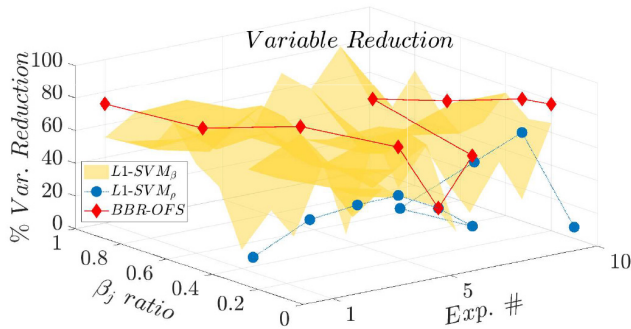 Variable Reduction
100
80
60
40
20
0
% Var. Reduction
L1-SVMβ
L1-SVMρ
BBR-OFS
1
0.8
0.6
0.4
0.2
0
βj ratio
1
5
10
Exp. #